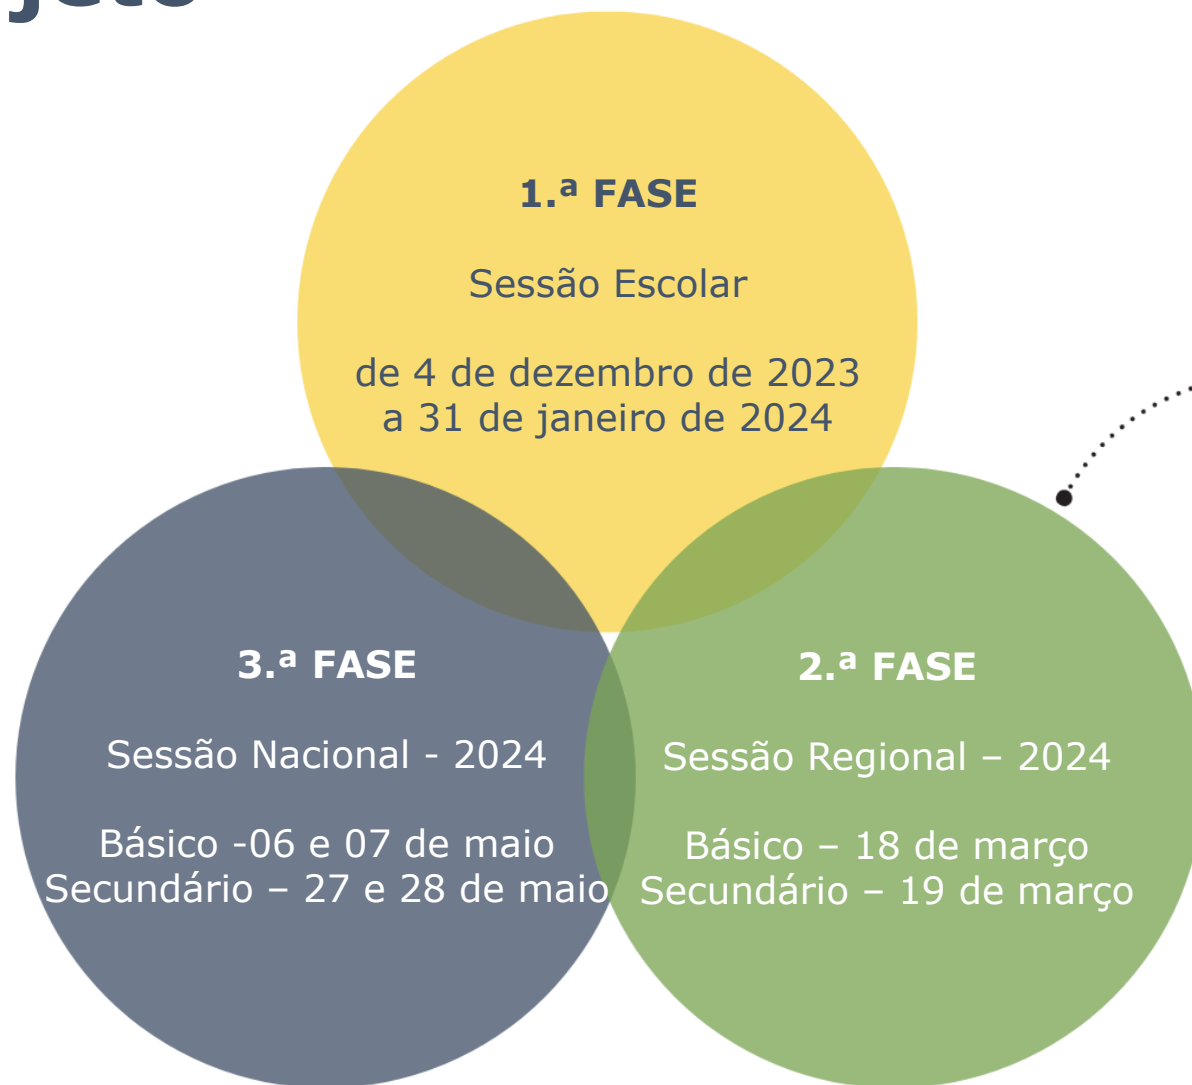 jeto
1.ª FASE
Sessão Escolar
de 4 de dezembro de 2023
a 31 de janeiro de 2024
3.ª FASE
Sessão Nacional - 2024
Básico -06 e 07 de maio
Secundário – 27 e 28 de maio
2.ª FASE
Sessão Regional – 2024
Básico – 18 de março
Secundário – 19 de março